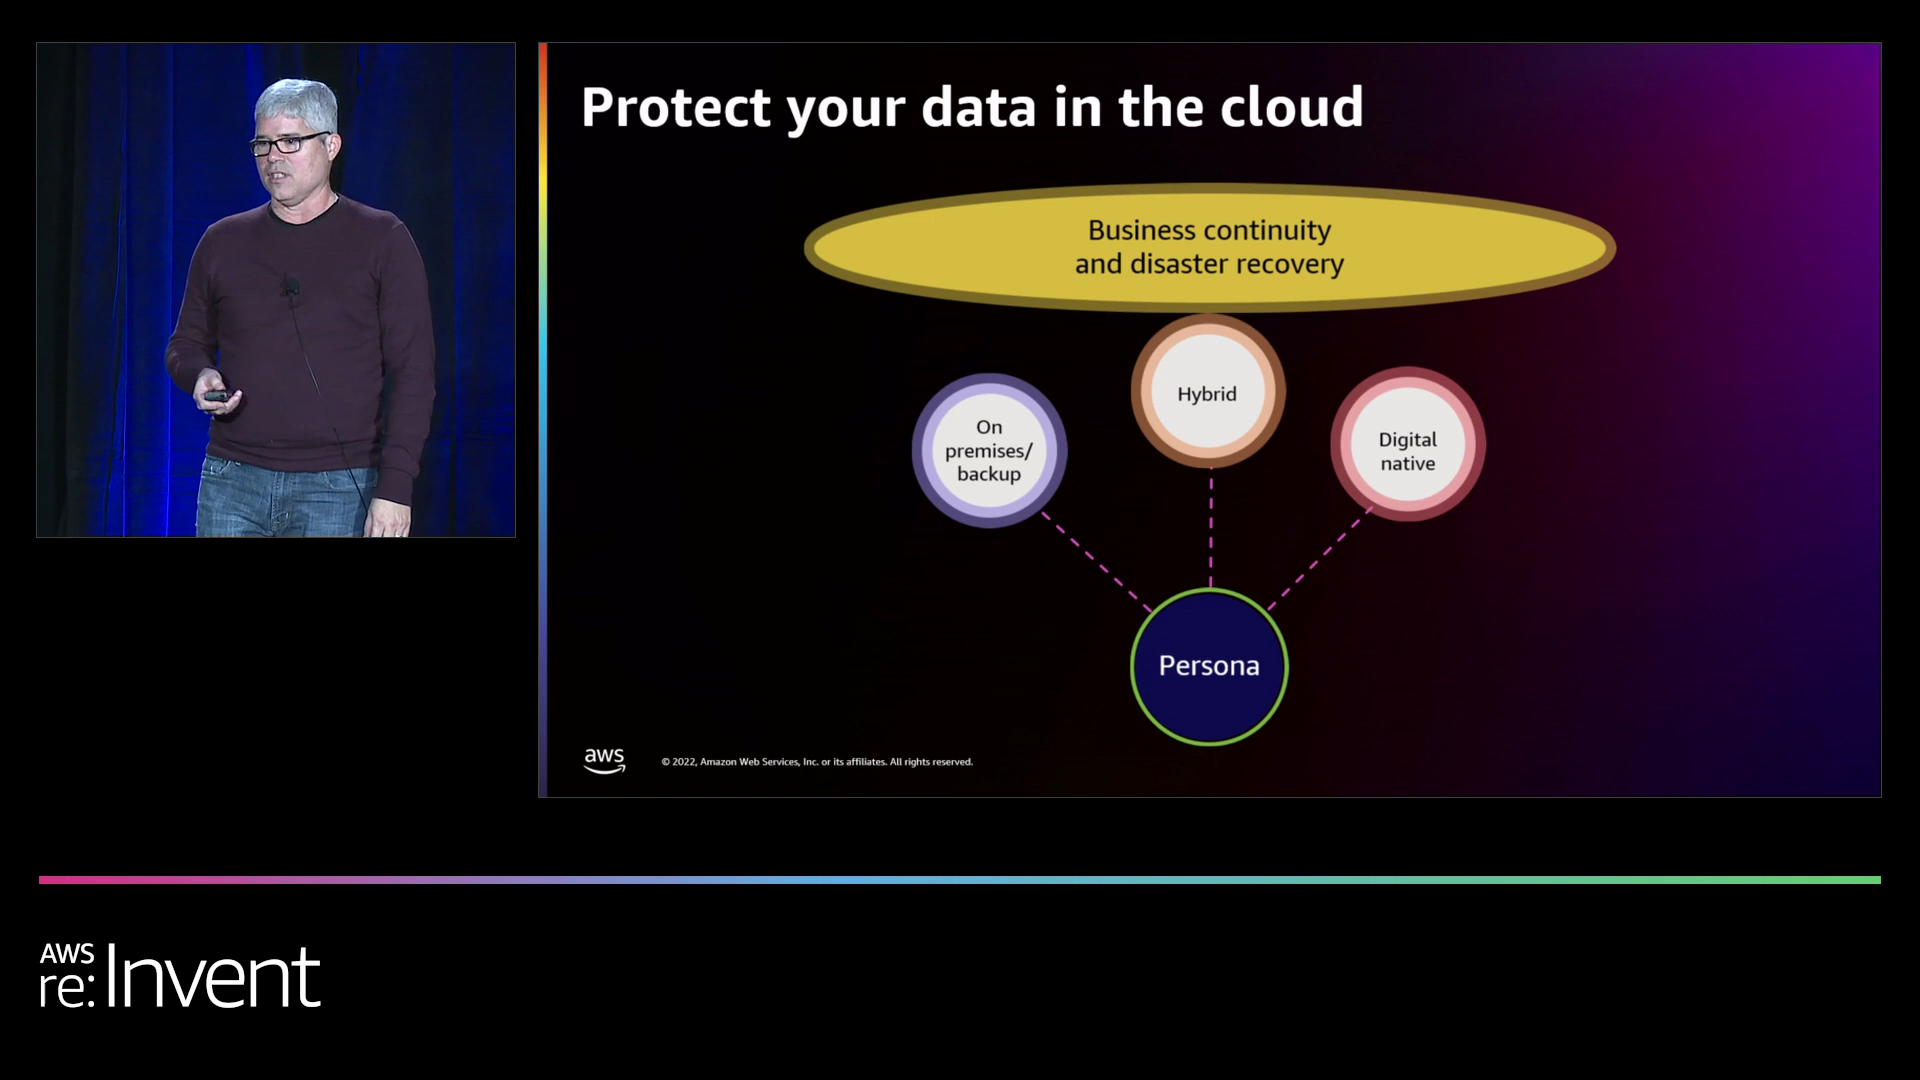 Protect your data in the cloud
Business continuity
and disaster recovery
Hybrid
On
premises/
backup
Digital
native
Persona
aws
© 2022, Amazon Web Services, Inc. or its affiliates. All rights reserved.
AWS
re:Invent